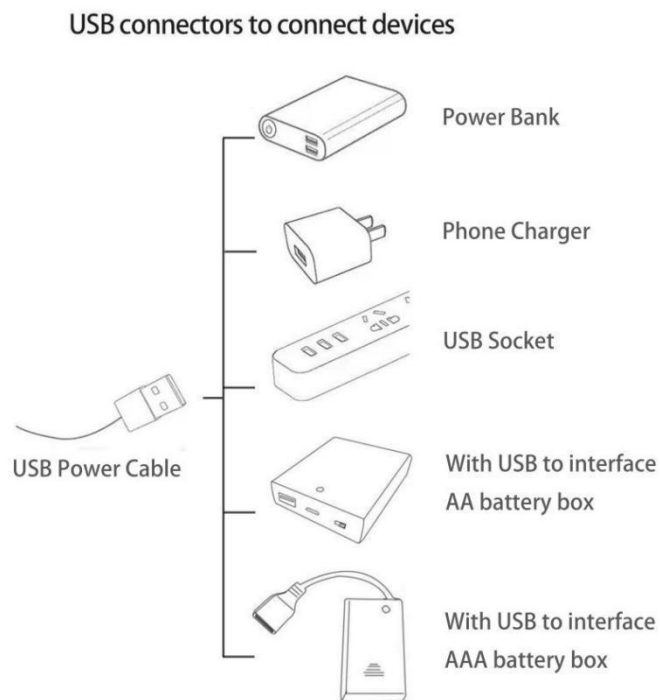 USB connectors to connect devices
Power Bank
Phone Charger
USB Socket
USB Power Cable
With USB to interface
AA battery box
With USB to interface
AAA battery box